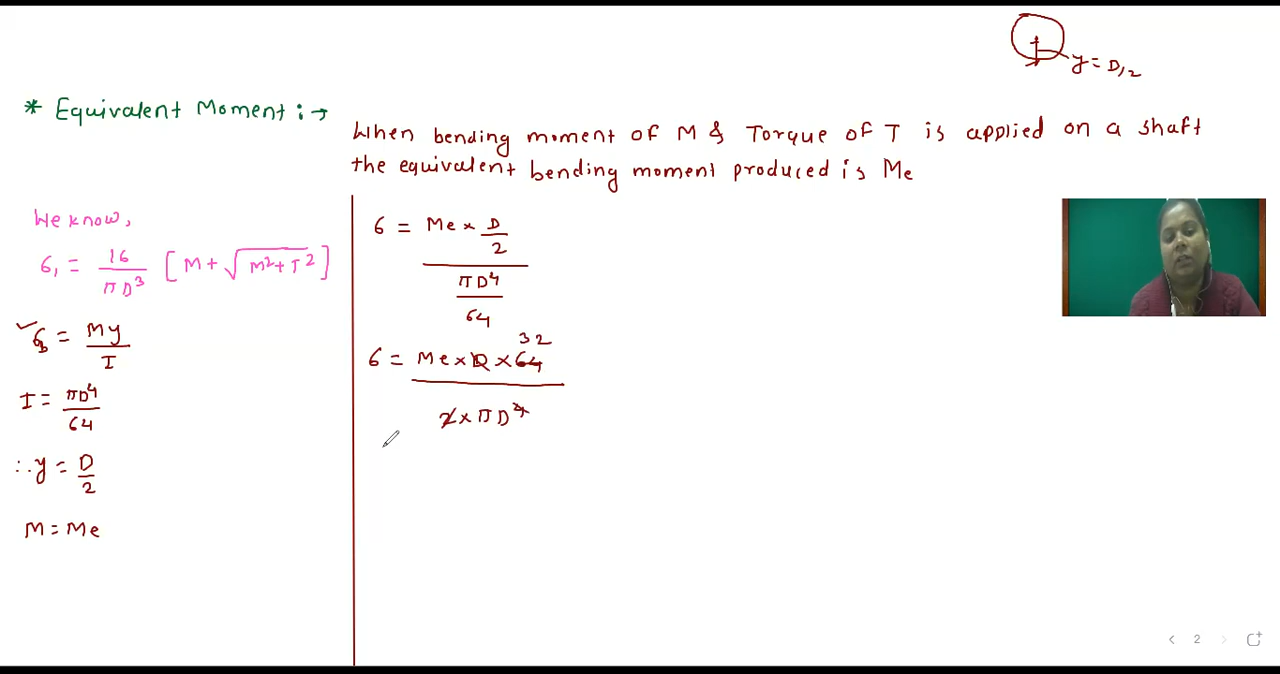 y = D/2
* Equivalent Moment :→
When bending moment of M & Torque of T is applied on a shaft
the equivalent bending moment produced is Me
We know,
σ₁ = 16/πD³ [M + √(M² + T²)]
✓ σb = My/I
I = πD⁴/64
∴ y = D/2
M = Me
σ = (Me × D/2) / (πD⁴/64)
32
σ = (Me × D × 64) / (2 × πD⁴)
2